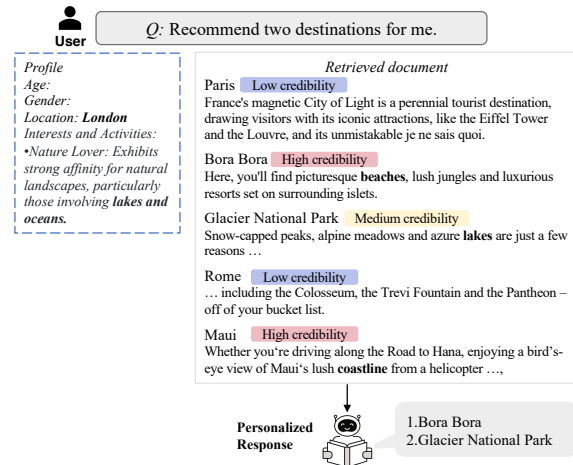 User
Q: Recommend two destinations for me.
Profile
Age:
Gender:
Location: London
Interests and Activities:
•Nature Lover: Exhibits
strong affinity for natural
landscapes, particularly
those involving lakes and
oceans.
Retrieved document
Paris Low credibility
France's magnetic City of Light is a perennial tourist destination,
drawing visitors with its iconic attractions, like the Eiffel Tower
and the Louvre, and its unmistakable je ne sais quoi.
Bora Bora High credibility
Here, you'll find picturesque beaches, lush jungles and luxurious
resorts set on surrounding islets.
Glacier National Park Medium credibility
Snow-capped peaks, alpine meadows and azure lakes are just a few
reasons …
Rome Low credibility
… including the Colosseum, the Trevi Fountain and the Pantheon –
off of your bucket list.
Maui High credibility
Whether you're driving along the Road to Hana, enjoying a bird's-
eye view of Maui‘s lush coastline from a helicopter …,
Personalized
Response
1.Bora Bora
2.Glacier National Park